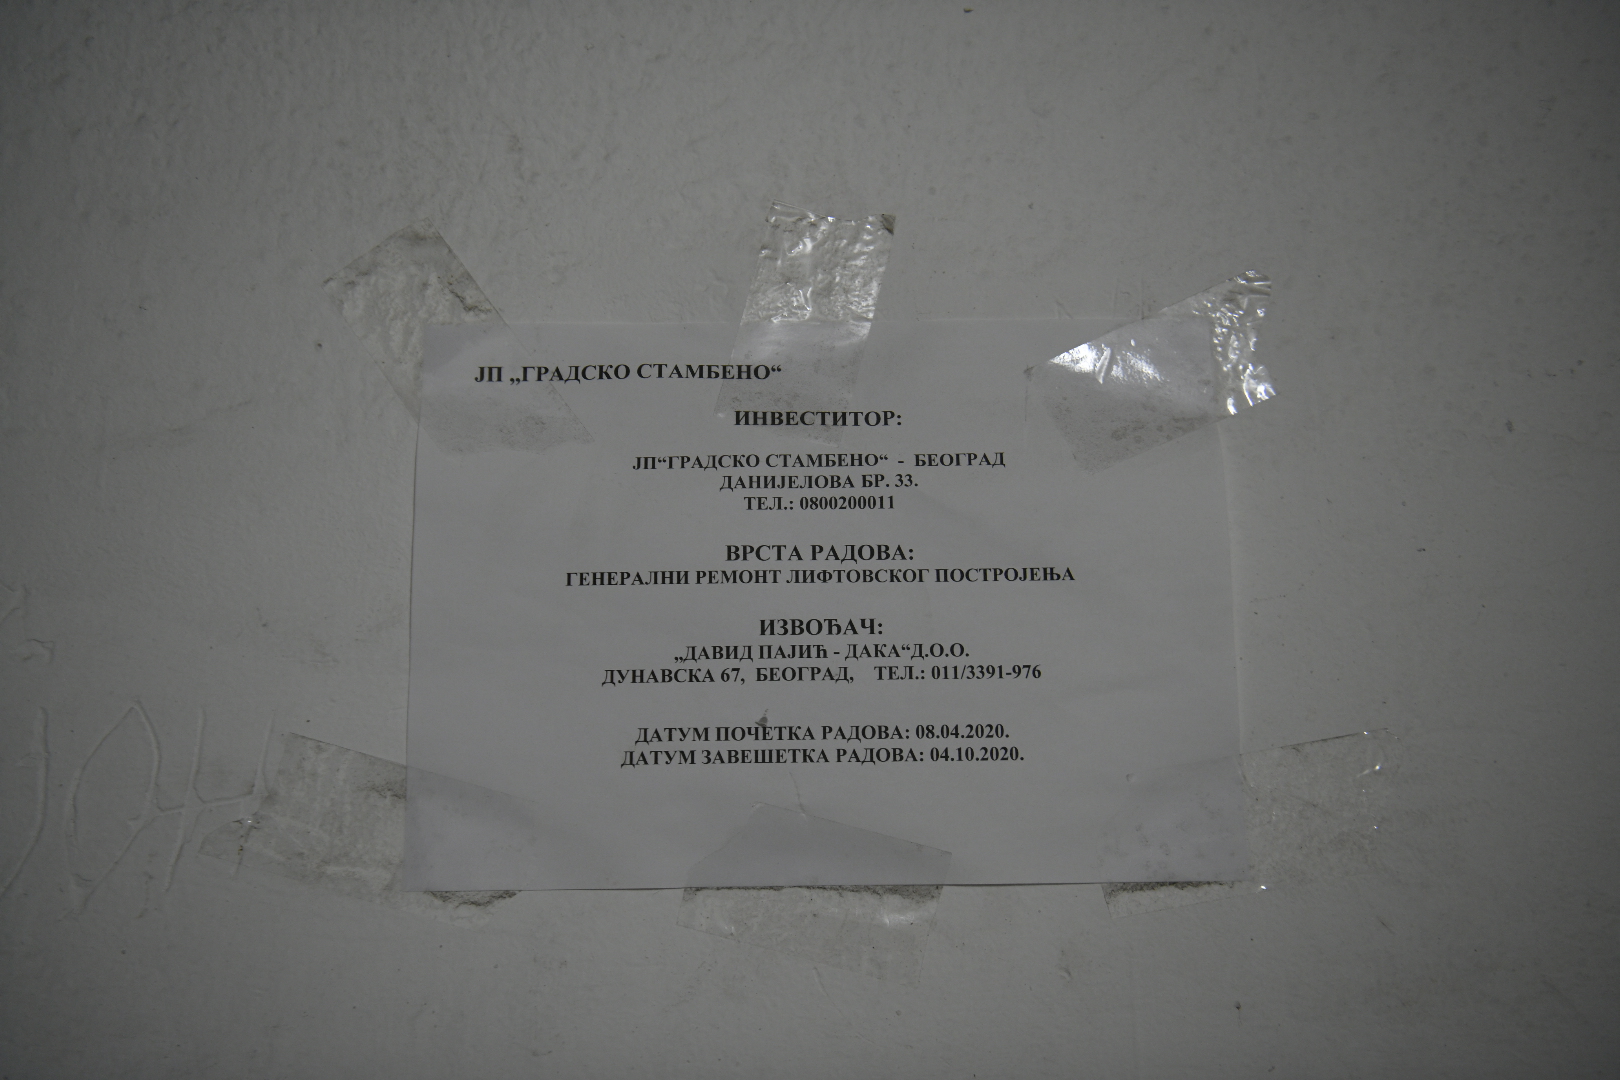 ЈП „ГРАДСКО СТАМБЕНО“
ИНВЕСТИТОР:
ЈП“ГРАДСКО СТАМБЕНО“ - БЕОГРАД
ДАНИЈЕЛОВА БР. 33.
ТЕЛ.: 0800200011
ВРСТА РАДОВА:
ГЕНЕРАЛНИ РЕМОНТ ЛИФТОВСКОГ ПОСТРОЈЕЊА
ИЗВОЂАЧ:
„ДАВИД ПАЈИЋ - ДАКА“Д.О.О.
ДУНАВСКА 67, БЕОГРАД, ТЕЛ.: 011/3391-976
ДАТУМ ПОЧЕТКА РАДОВА: 08.04.2020.
ДАТУМ ЗАВЕШЕТКА РАДОВА: 04.10.2020.